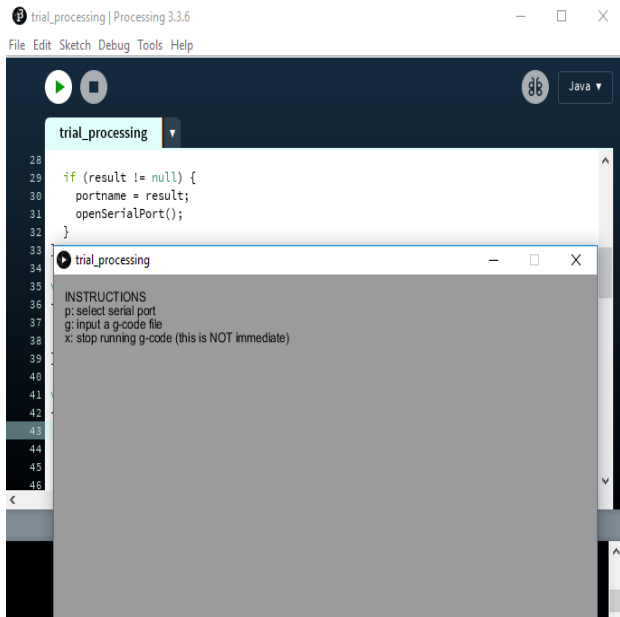 trial_processing | Processing 3.3.6
File Edit Sketch Debug Tools Help
Java ▾
trial_processing ▾
28
29 if (result != null) {
30 portname = result;
31 openSerialPort();
32 }
33
34
35
36
37
38
39
40
41
42
43
44
45
46
trial_processing
INSTRUCTIONS
p: select serial port
g: input a g-code file
x: stop running g-code (this is NOT immediate)